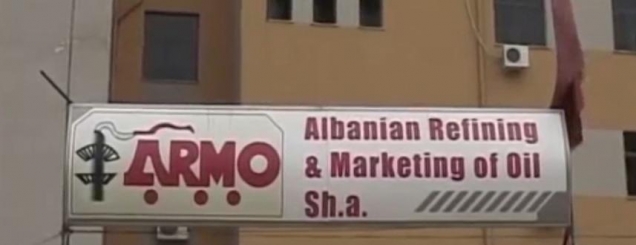 ARMO
Albanian Refining
& Marketing of Oil
Sh.a.